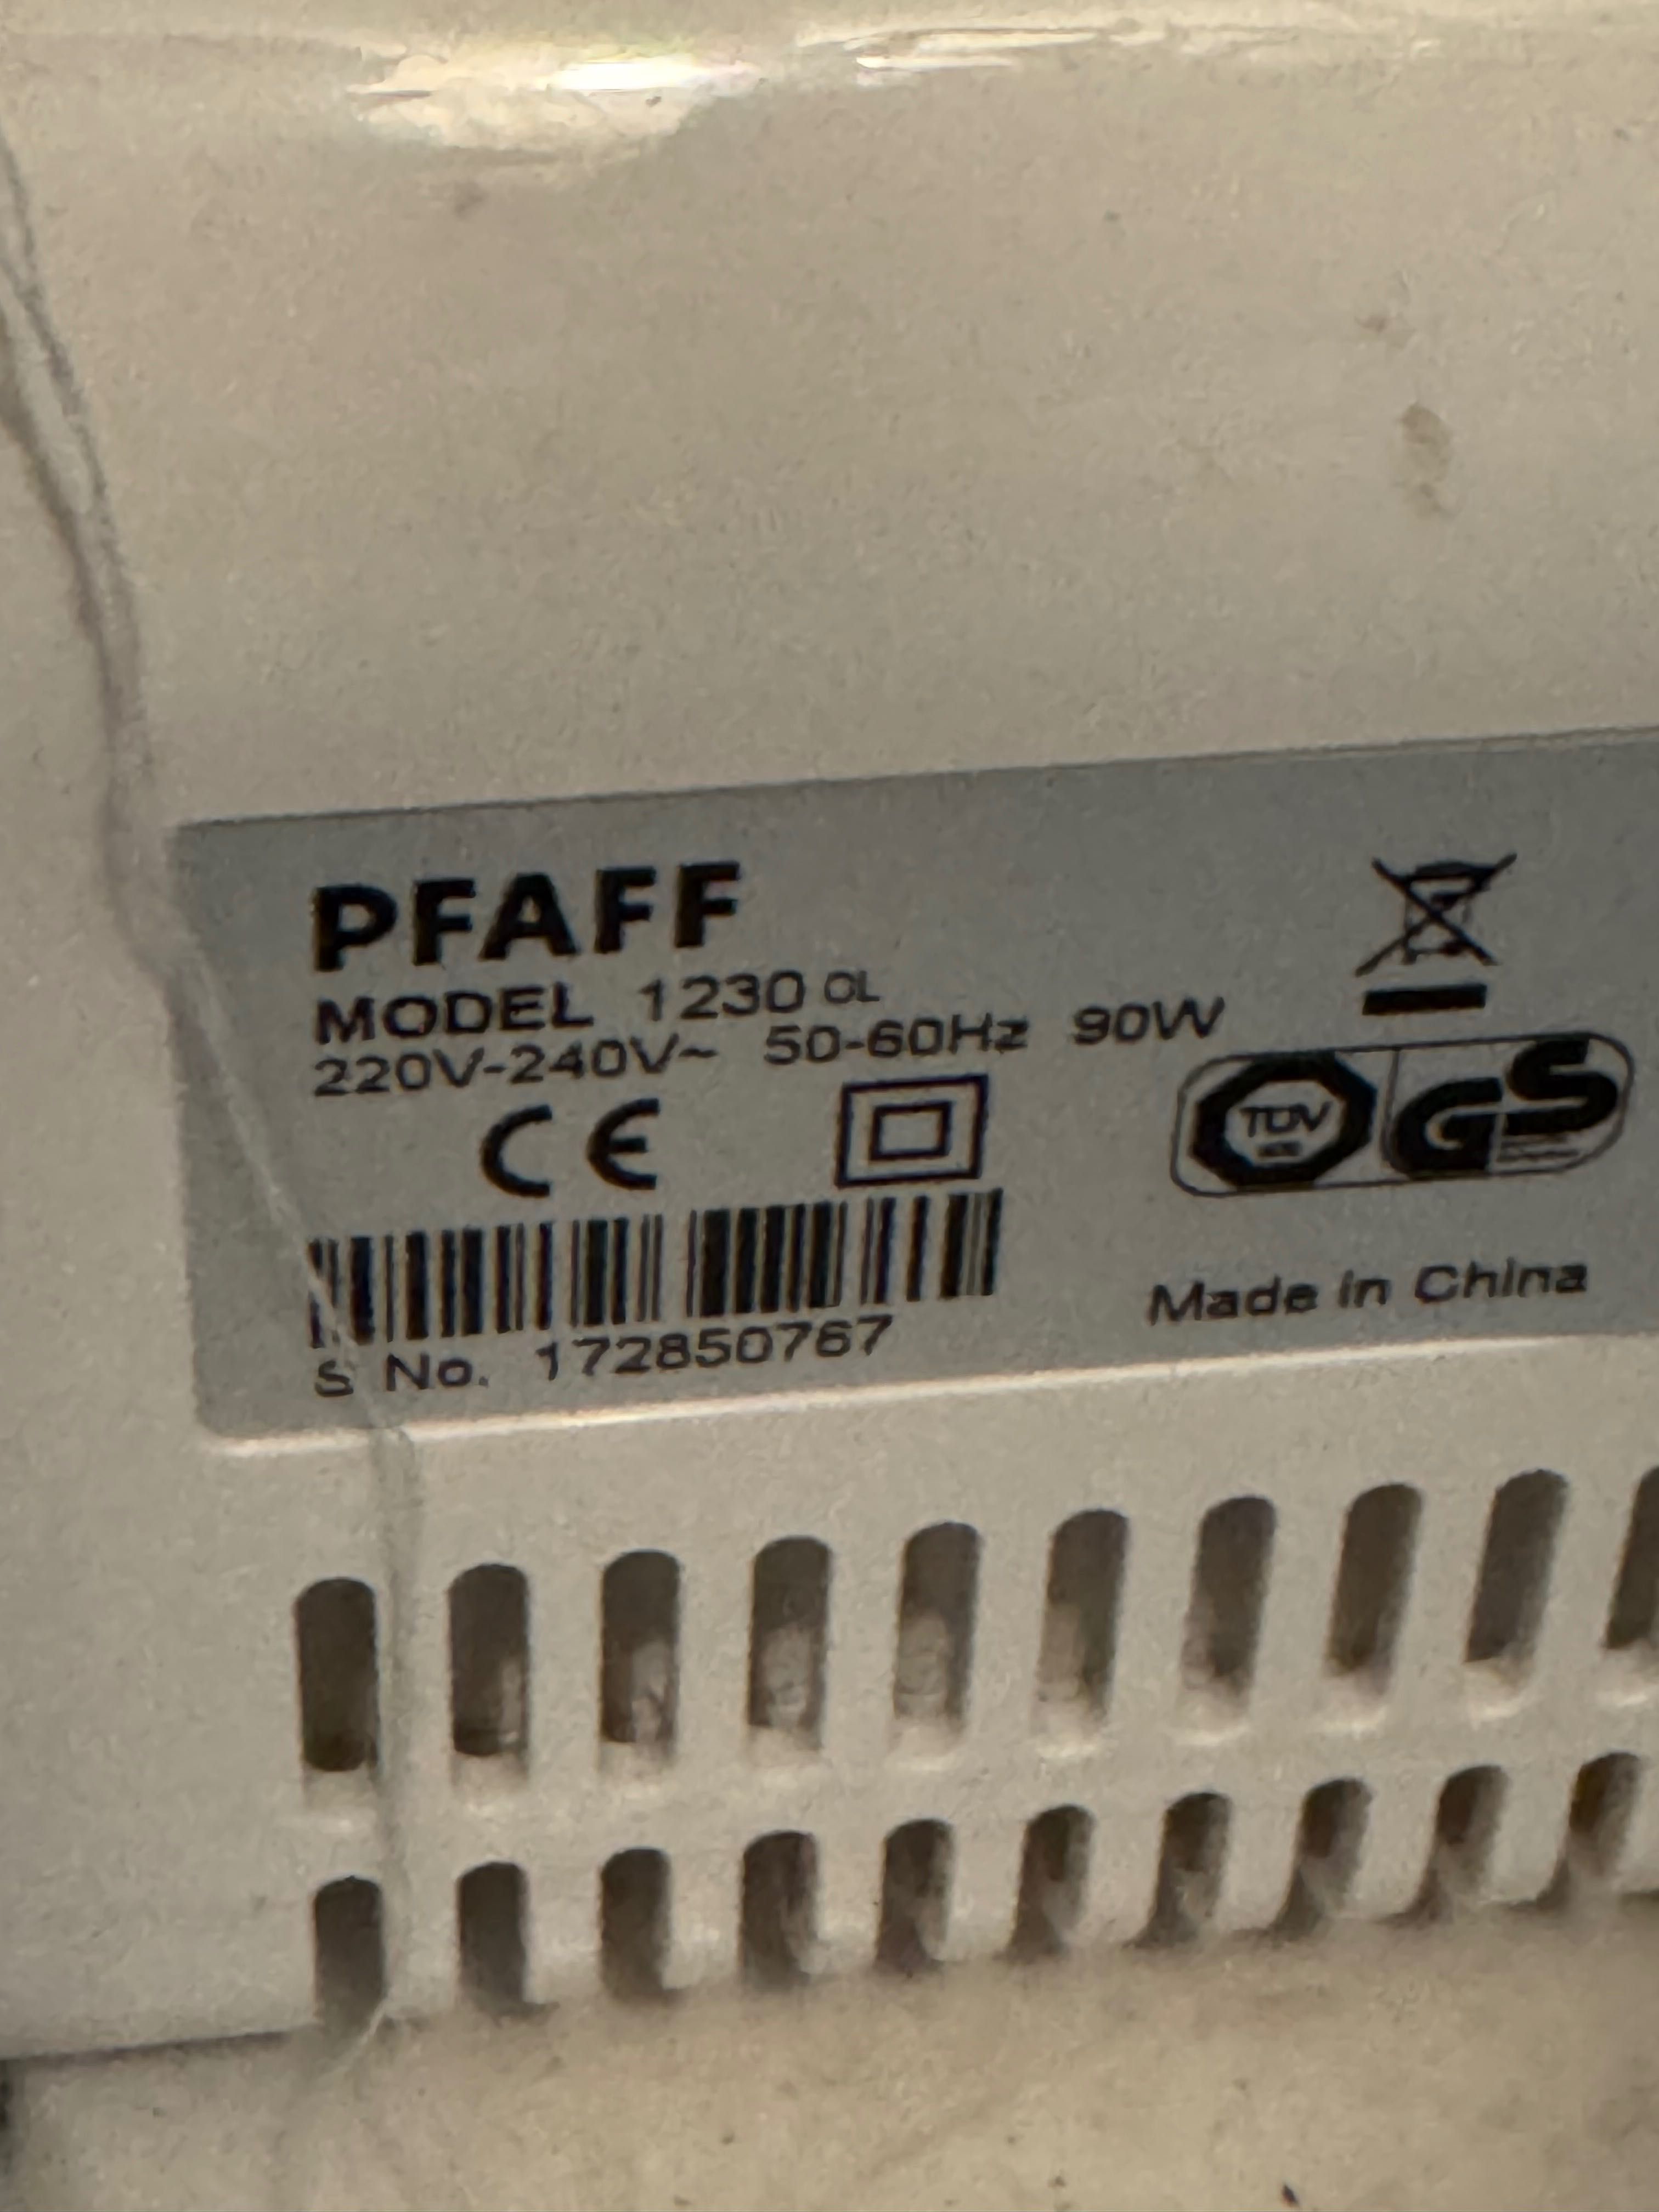 PFAFF
MODEL 1230 OL
220V-240V~ 50-60Hz 90W
CE
TÜV
GS
S No. 172850767
Made in China